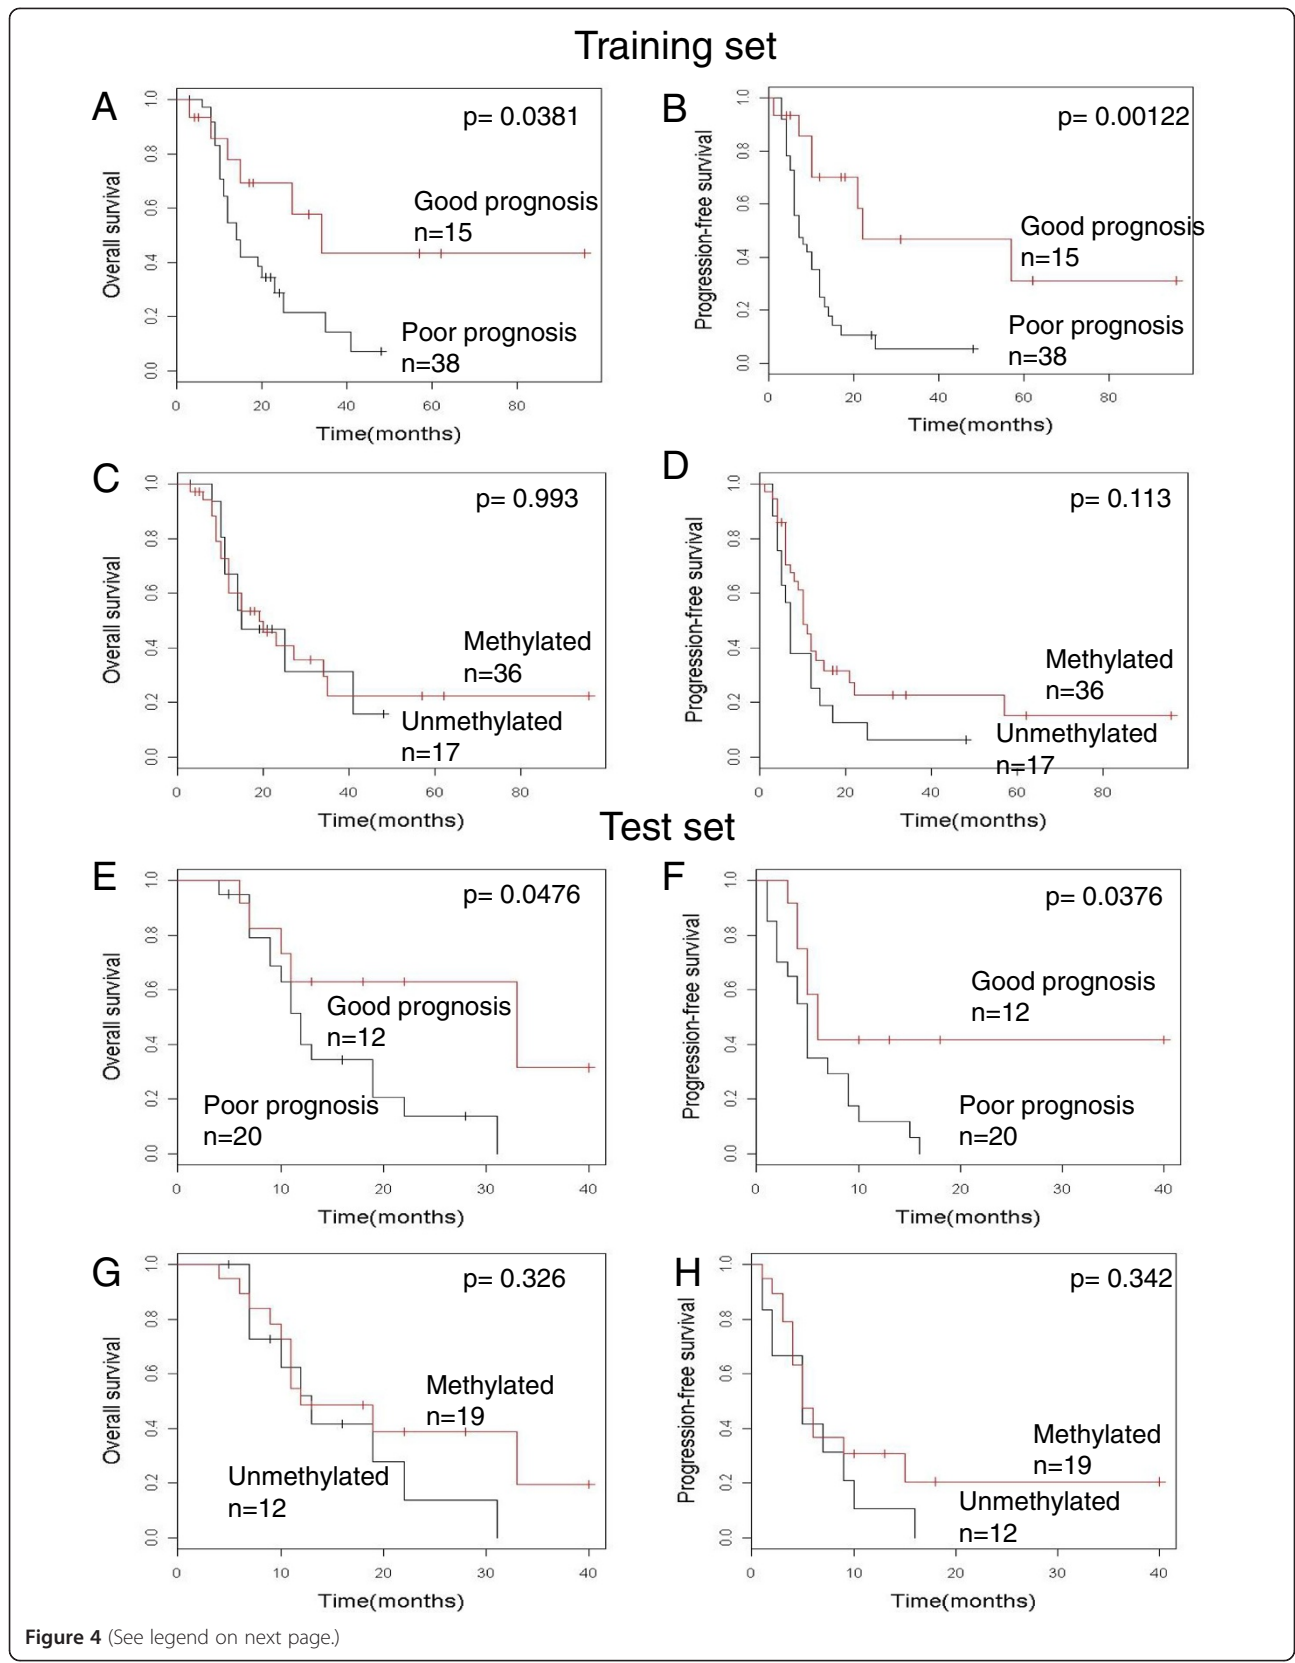 Training set
A
p= 0.0381
Overall survival
1.0
0.8
0.6
0.4
0.2
0.0
Good prognosis
n=15
Poor prognosis
n=38
0 20 40 60 80
Time(months)
B
p= 0.00122
Progression-free survival
1.0
0.8
0.6
0.4
0.2
0.0
Good prognosis
n=15
Poor prognosis
n=38
0 20 40 60 80
Time(months)
C
p= 0.993
Overall survival
1.0
0.8
0.6
0.4
0.2
0.0
Methylated
n=36
Unmethylated
n=17
0 20 40 60 80
Time(months)
D
p= 0.113
Progression-free survival
1.0
0.8
0.6
0.4
0.2
0.0
Methylated
n=36
Unmethylated
n=17
0 20 40 60 80
Time(months)
Test set
E
p= 0.0476
Overall survival
1.0
0.8
0.6
0.4
0.2
0.0
Good prognosis
n=12
Poor prognosis
n=20
0 10 20 30 40
Time(months)
F
p= 0.0376
Progression-free survival
1.0
0.8
0.6
0.4
0.2
0.0
Good prognosis
n=12
Poor prognosis
n=20
0 10 20 30 40
Time(months)
G
p= 0.326
Overall survival
1.0
0.8
0.6
0.4
0.2
0.0
Methylated
n=19
Unmethylated
n=12
0 10 20 30 40
Time(months)
H
p= 0.342
Progression-free survival
1.0
0.8
0.6
0.4
0.2
0.0
Methylated
n=19
Unmethylated
n=12
0 10 20 30 40
Time(months)
Figure 4 (See legend on next page.)